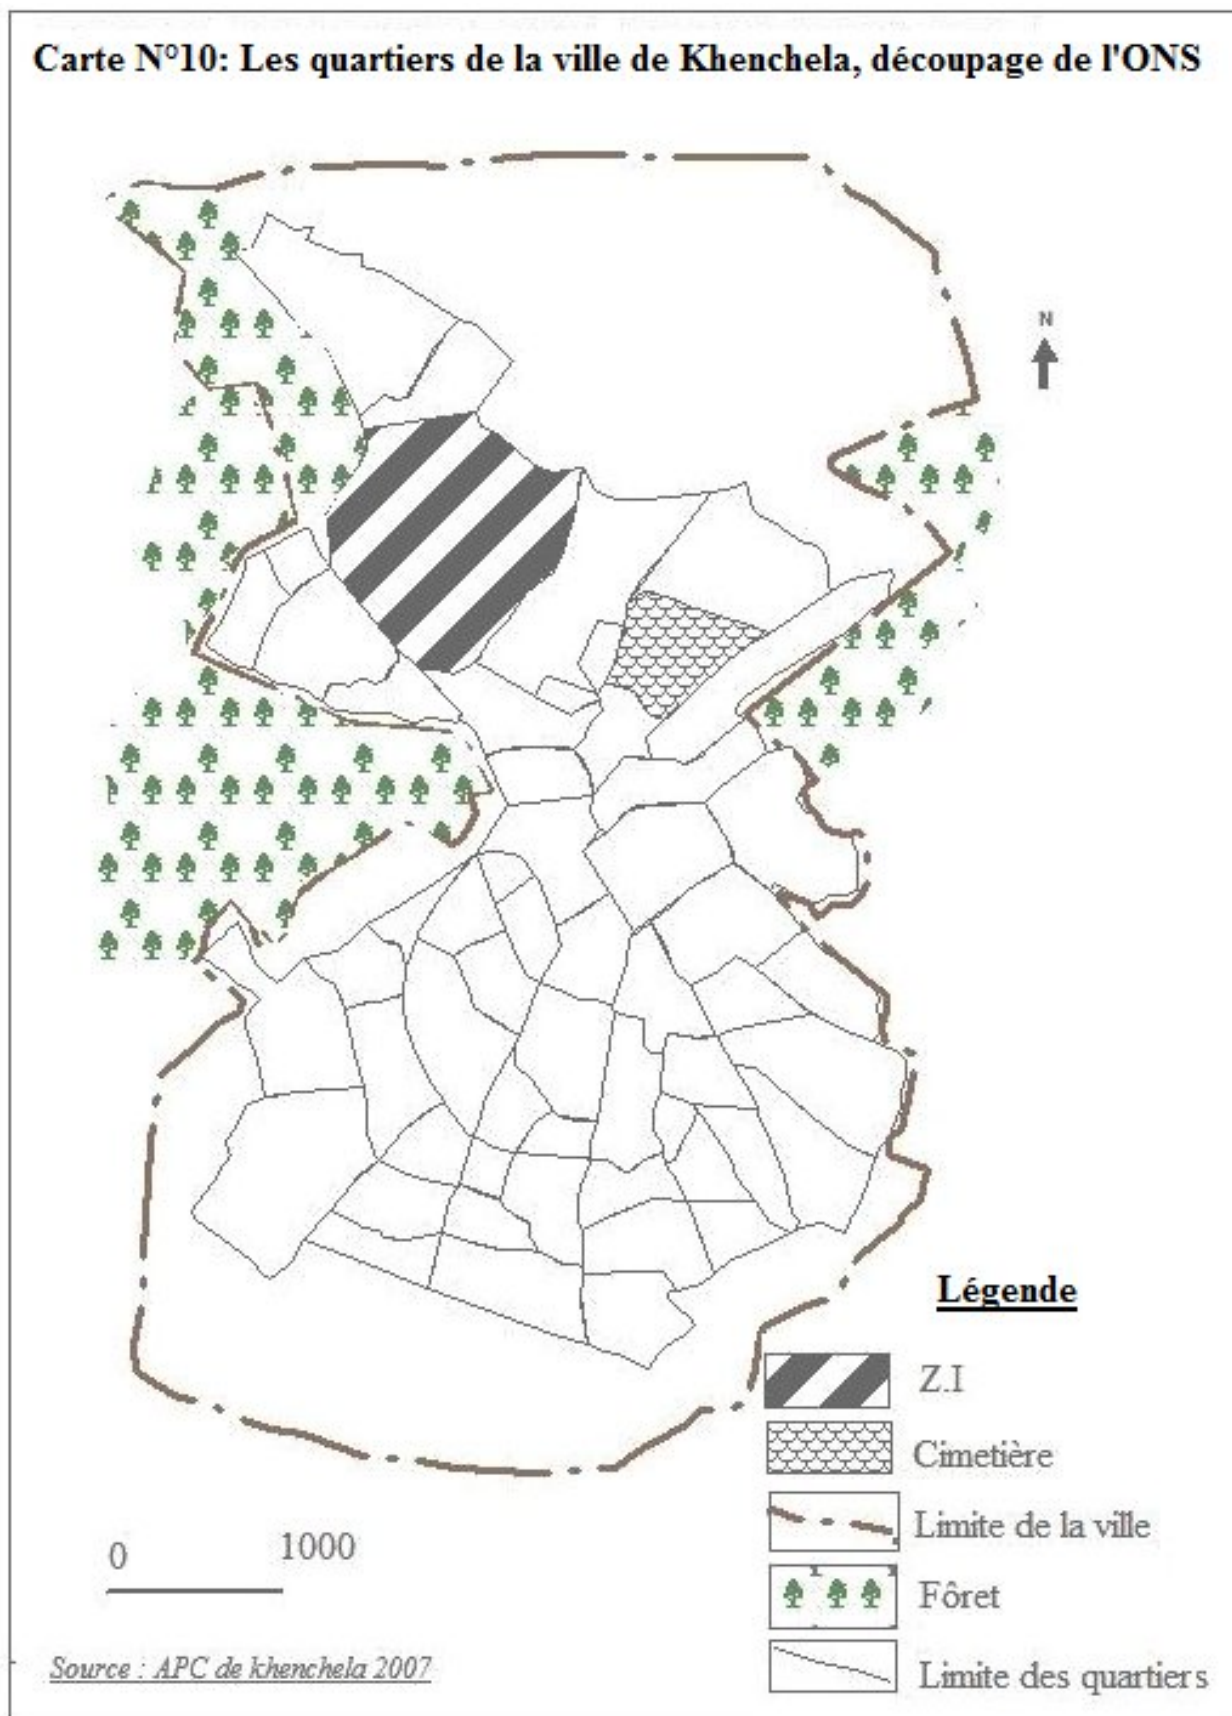 Carte N°10: Les quartiers de la ville de Khenchela, découpage de l'ONS
N
Légende
Z.I
Cimetière
Limite de la ville
Fôret
Limite des quartiers
0 1000
Source : APC de khenchela 2007